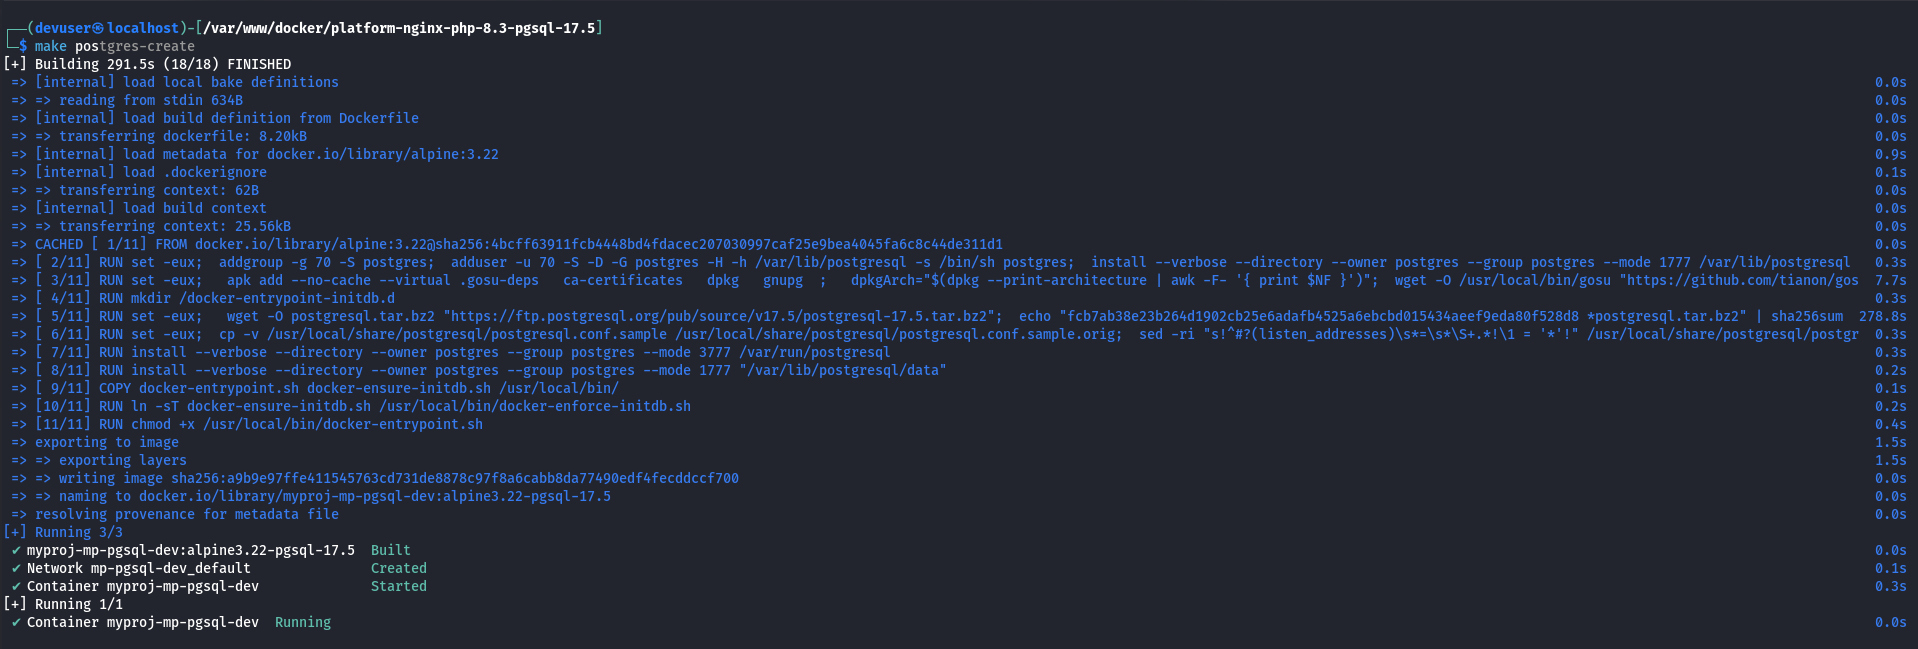 (devuser㉿localhost)-[/var/www/docker/platform-nginx-php-8.3-pgsql-17.5]
$ make postgres-create
[+] Building 291.5s (18/18) FINISHED
=> [internal] load local bake definitions 0.0s
=> => reading from stdin 634B 0.0s
=> [internal] load build definition from Dockerfile 0.0s
=> => transferring dockerfile: 8.20kB 0.0s
=> [internal] load metadata for docker.io/library/alpine:3.22 0.9s
=> [internal] load .dockerignore 0.1s
=> => transferring context: 62B 0.0s
=> [internal] load build context 0.0s
=> => transferring context: 25.56kB 0.0s
=> CACHED [ 1/11] FROM docker.io/library/alpine:3.22@sha256:4bcff63911fcb4448bd4fdacec207030997caf25e9bea4045fa6c8c44de311d1 0.0s
=> [ 2/11] RUN set -eux;  addgroup -g 70 -S postgres;  adduser -u 70 -S -D -G postgres -H -h /var/lib/postgresql -s /bin/sh postgres;  install --verbose --directory --owner postgres --group postgres --mode 1777 /var/lib/postgresql 0.3s
=> [ 3/11] RUN set -eux;   apk add --no-cache --virtual .gosu-deps   ca-certificates   dpkg   gnupg  ;   dpkgArch="$(dpkg --print-architecture | awk -F- '{ print $NF }')";  wget -O /usr/local/bin/gosu "https://github.com/tianon/gos 7.7s
=> [ 4/11] RUN mkdir /docker-entrypoint-initdb.d 0.3s
=> [ 5/11] RUN set -eux;   wget -O postgresql.tar.bz2 "https://ftp.postgresql.org/pub/source/v17.5/postgresql-17.5.tar.bz2";  echo "fcb7ab38e23b264d1902cb25e6adafb4525a6ebcbd015434aeef9eda80f528d8 *postgresql.tar.bz2" | sha256sum 278.8s
=> [ 6/11] RUN set -eux;  cp -v /usr/local/share/postgresql/postgresql.conf.sample /usr/local/share/postgresql/postgresql.conf.sample.orig;  sed -ri "s!^#?(listen_addresses)\s*=\s*\S+.*!\1 = '*'!" /usr/local/share/postgresql/postgr 0.3s
=> [ 7/11] RUN install --verbose --directory --owner postgres --group postgres --mode 3777 /var/run/postgresql 0.3s
=> [ 8/11] RUN install --verbose --directory --owner postgres --group postgres --mode 1777 "/var/lib/postgresql/data" 0.2s
=> [ 9/11] COPY docker-entrypoint.sh docker-ensure-initdb.sh /usr/local/bin/ 0.1s
=> [10/11] RUN ln -sT docker-ensure-initdb.sh /usr/local/bin/docker-enforce-initdb.sh 0.2s
=> [11/11] RUN chmod +x /usr/local/bin/docker-entrypoint.sh 0.4s
=> exporting to image 1.5s
=> => exporting layers 1.5s
=> => writing image sha256:a9b9e97ffe411545763cd731de8878c97f8a6cabb8da77490edf4fecddccf700 0.0s
=> => naming to docker.io/library/myproj-mp-pgsql-dev:alpine3.22-pgsql-17.5 0.0s
=> resolving provenance for metadata file 0.0s
[+] Running 3/3
✔ myproj-mp-pgsql-dev:alpine3.22-pgsql-17.5  Built 0.0s
✔ Network mp-pgsql-dev_default  Created 0.1s
✔ Container myproj-mp-pgsql-dev  Started 0.3s
[+] Running 1/1
✔ Container myproj-mp-pgsql-dev  Running 0.0s